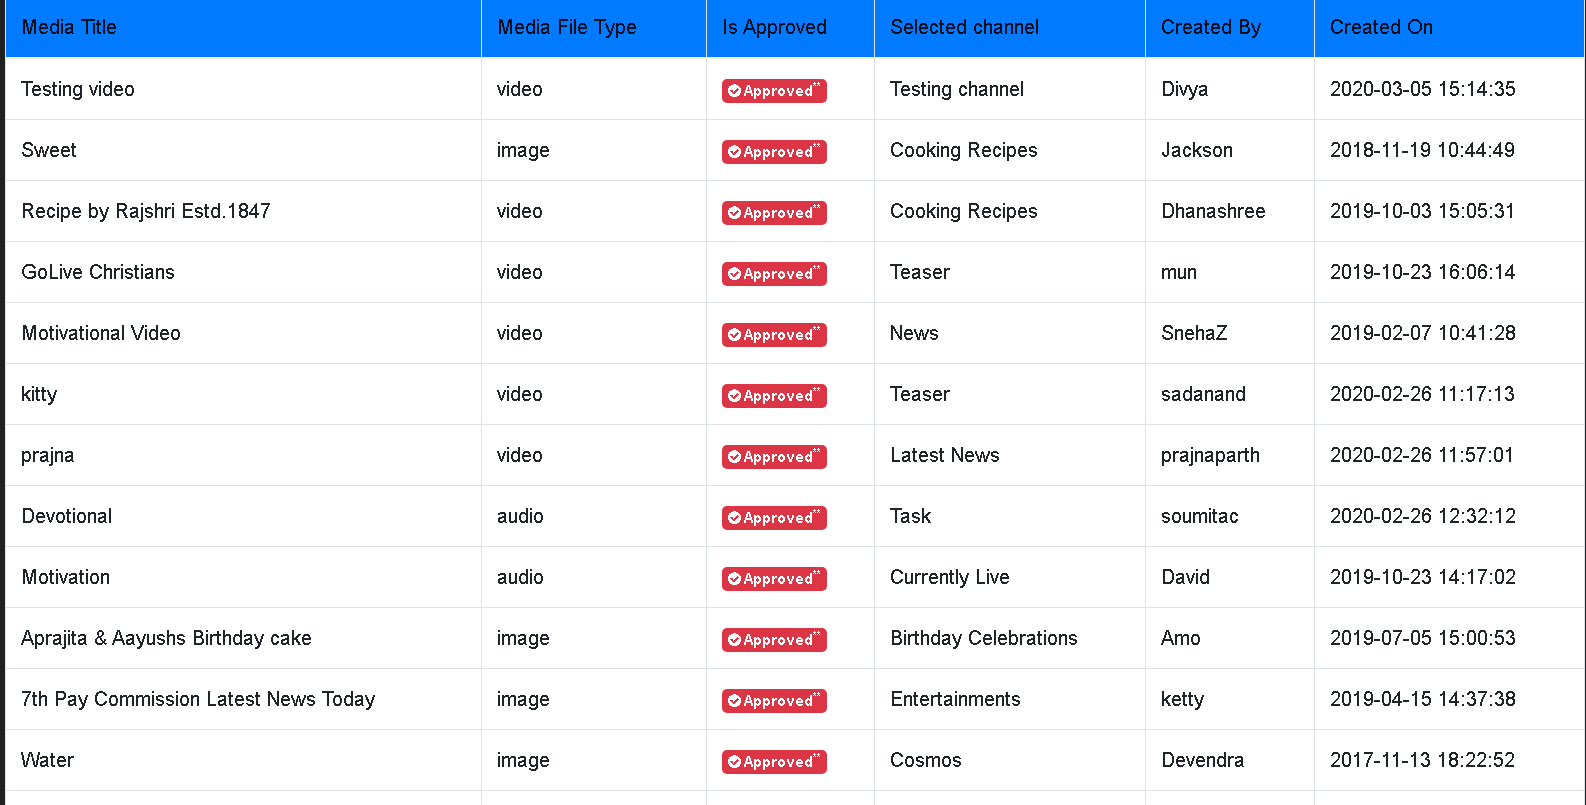 Media Title Media File Type Is Approved Selected channel Created By Created On
Testing video video Approved** Testing channel Divya 2020-03-05 15:14:35
Sweet image Approved** Cooking Recipes Jackson 2018-11-19 10:44:49
Recipe by Rajshri Estd.1847 video Approved** Cooking Recipes Dhanashree 2019-10-03 15:05:31
GoLive Christians video Approved** Teaser mun 2019-10-23 16:06:14
Motivational Video video Approved** News SnehaZ 2019-02-07 10:41:28
kitty video Approved** Teaser sadanand 2020-02-26 11:17:13
prajna video Approved** Latest News prajnaparth 2020-02-26 11:57:01
Devotional audio Approved** Task soumitac 2020-02-26 12:32:12
Motivation audio Approved** Currently Live David 2019-10-23 14:17:02
Aprajita & Aayushs Birthday cake image Approved** Birthday Celebrations Amo 2019-07-05 15:00:53
7th Pay Commission Latest News Today image Approved** Entertainments ketty 2019-04-15 14:37:38
Water image Approved** Cosmos Devendra 2017-11-13 18:22:52